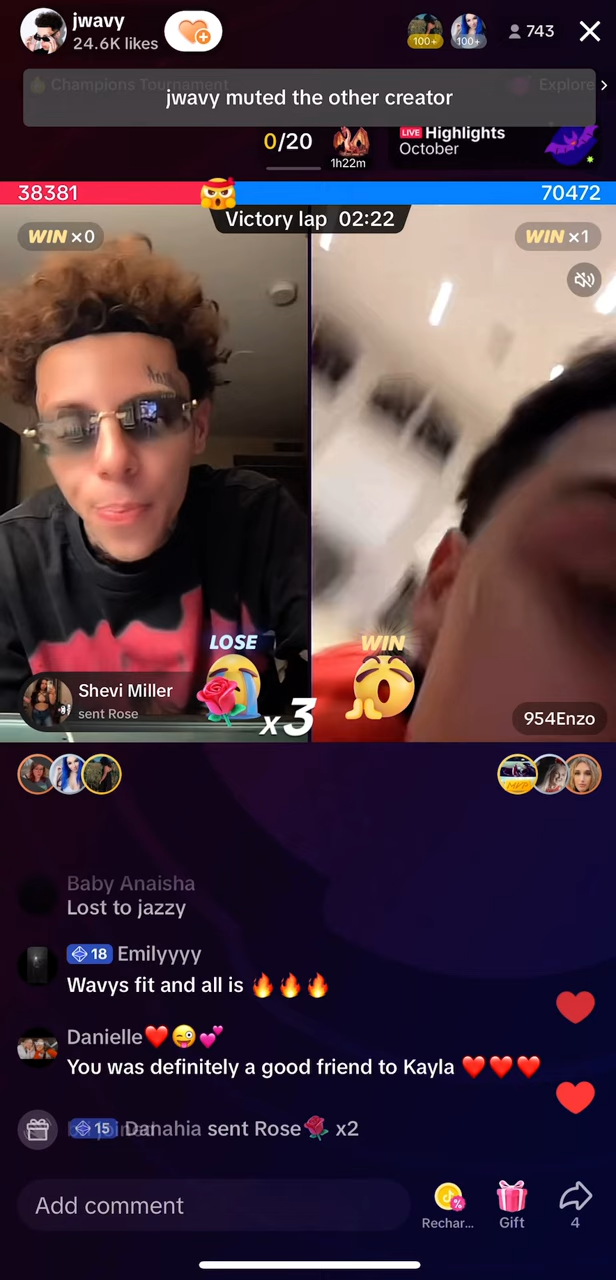 jwavy
24.6K likes
100+
100+
743
Champions Tournament
Explore
jwavy muted the other creator
0/20
1h22m
LIVE Highlights
October
38381
70472
Victory lap 02:22
WIN x0
WIN x1
LOSE
WIN
Shevi Miller
sent Rose
x3
954Enzo
Baby Anaisha
Lost to jazzy
18 Emilyyyy
Wavys fit and all is 🔥🔥🔥
Danielle❤️😜💕
You was definitely a good friend to Kayla ❤️❤️❤️
15 Danahia sent Rose🌹 x2
Add comment
Rechar...
Gift
4